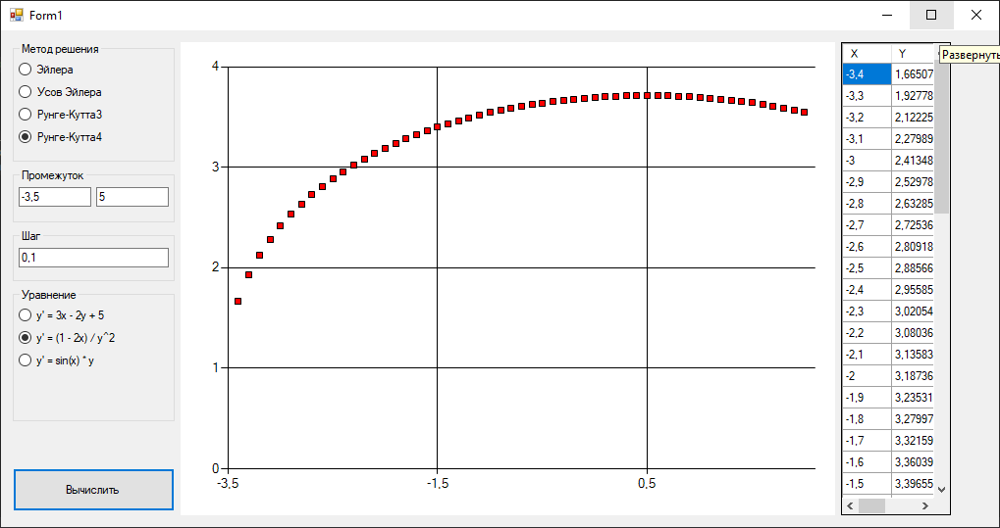 Form1
Развернуть
Метод решения
Эйлера
Усов Эйлера
Рунге-Кутта3
Рунге-Кутта4
Промежуток
-3,5 5
Шаг
0,1
Уравнение
y' = 3x - 2y + 5
y' = (1 - 2x) / y^2
y' = sin(x) * y
Вычислить
4
3
2
1
0
-3,5 -1,5 0,5
X Y
-3,4 1,66507
-3,3 1,92778
-3,2 2,12225
-3,1 2,27989
-3 2,41348
-2,9 2,52978
-2,8 2,63285
-2,7 2,72536
-2,6 2,80918
-2,5 2,88566
-2,4 2,95585
-2,3 3,02054
-2,2 3,08036
-2,1 3,13583
-2 3,18736
-1,9 3,23531
-1,8 3,27997
-1,7 3,32159
-1,6 3,36039
-1,5 3,39655